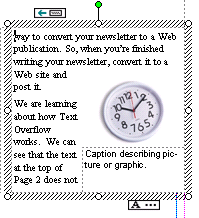 way to convert your newsletter to a Web
publication. So, when you're finished
writing your newsletter, convert it to a
Web site and
post it.
We are learning
about how Text
Overflow
works. We can
see that the text
at the top of
Page 2 does not
Caption describing pic-
ture or graphic.
A ...